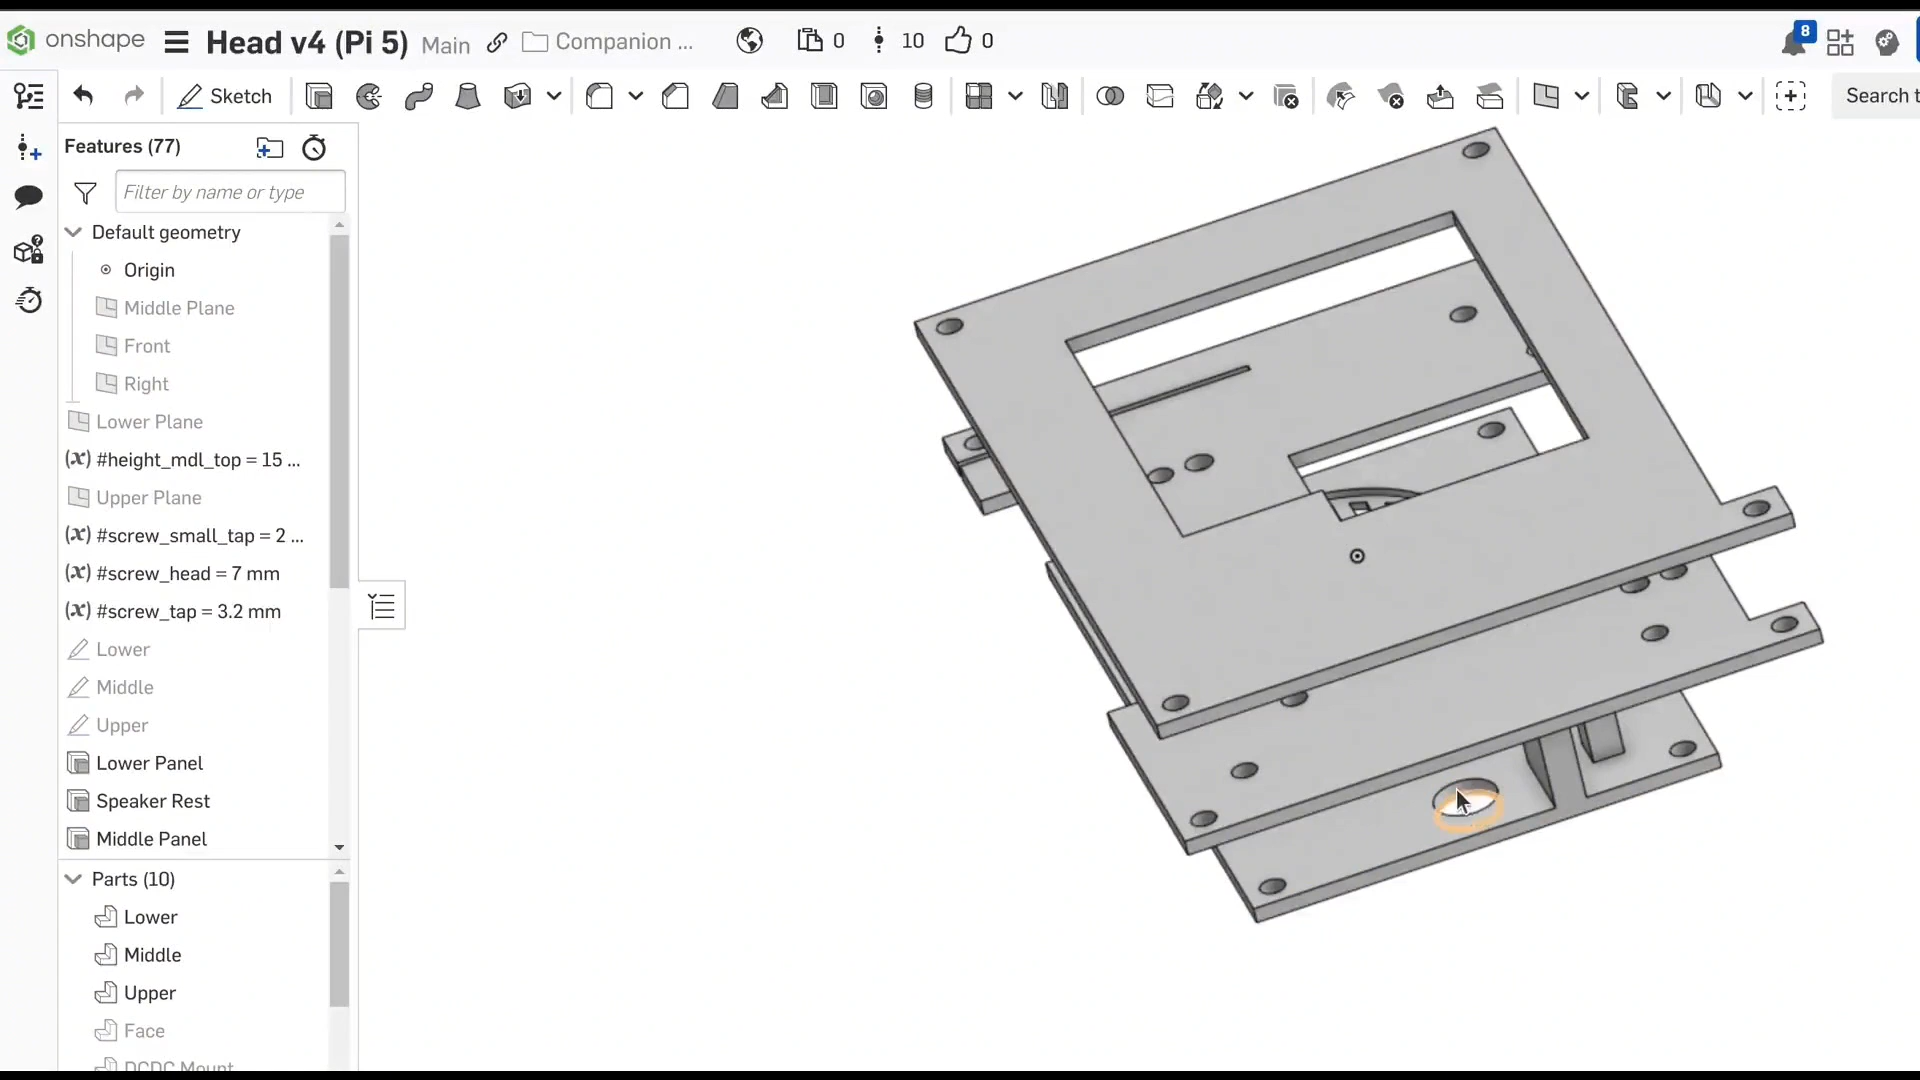 onshape
Head v4 (Pi 5) Main
Companion ...
0
10
0
8
Sketch
Search t
Features (77)
Filter by name or type
Default geometry
Origin
Middle Plane
Front
Right
Lower Plane
(x) #height_mdl_top = 15 ...
Upper Plane
(x) #screw_small_tap = 2 ...
(x) #screw_head = 7 mm
(x) #screw_tap = 3.2 mm
Lower
Middle
Upper
Lower Panel
Speaker Rest
Middle Panel
Parts (10)
Lower
Middle
Upper
Face
DCDC Mount